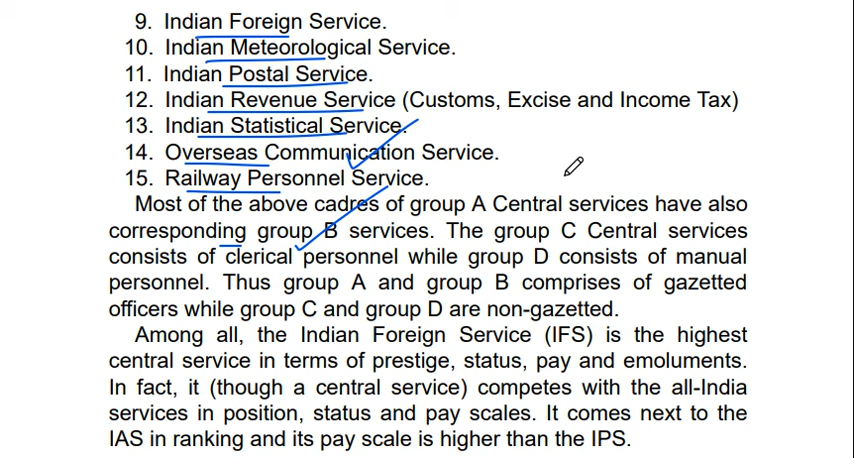 9. Indian Foreign Service.
10. Indian Meteorological Service.
11. Indian Postal Service.
12. Indian Revenue Service (Customs, Excise and Income Tax)
13. Indian Statistical Service.
14. Overseas Communication Service.
15. Railway Personnel Service.
Most of the above cadres of group A Central services have also
corresponding group B services. The group C Central services
consists of clerical personnel while group D consists of manual
personnel. Thus group A and group B comprises of gazetted
officers while group C and group D are non-gazetted.
Among all, the Indian Foreign Service (IFS) is the highest
central service in terms of prestige, status, pay and emoluments.
In fact, it (though a central service) competes with the all-India
services in position, status and pay scales. It comes next to the
IAS in ranking and its pay scale is higher than the IPS.